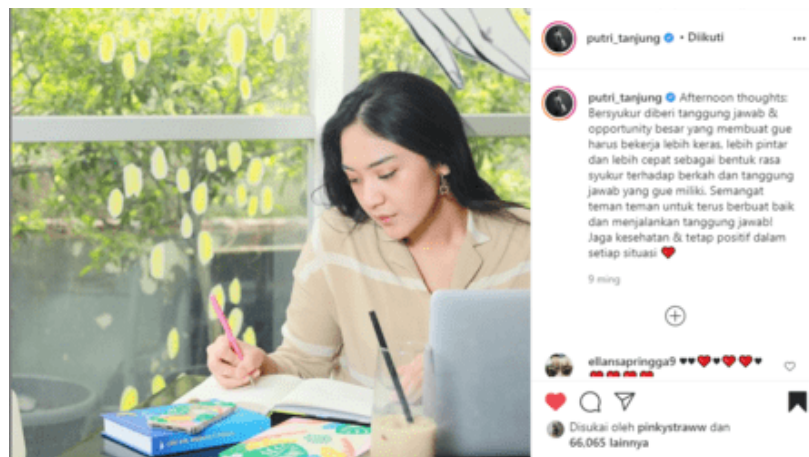 putri_tanjung • Diikuti
putri_tanjung Afternoon thoughts:
Bersyukur diberi tanggung jawab &
opportunity besar yang membuat gue
harus bekerja lebih keras, lebih pintar
dan lebih cepat sebagai bentuk rasa
syukur terhadap berkah dan tanggung
jawab yang gue miliki. Semangat
teman teman untuk terus berbuat baik
dan menjalankan tanggung jawab!
Jaga kesehatan & tetap positif dalam
setiap situasi ❤️
9 ming
ellansapringga9 ♥♥❤️♥❤️❤️♥
❤️❤️❤️❤️
Disukai oleh pinkystraww dan
66,065 lainnya